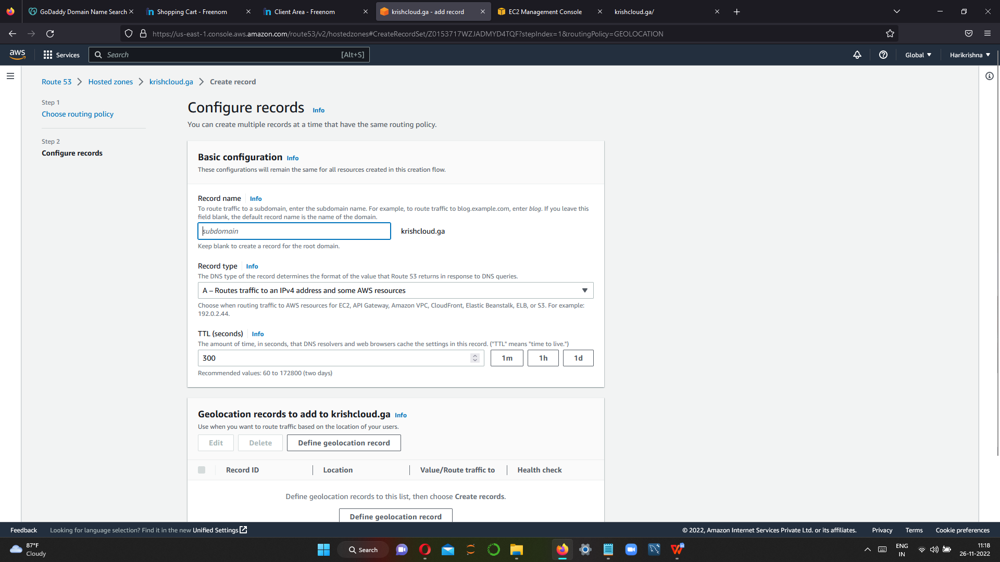 GoDaddy Domain Name Search
Shopping Cart - Freenom
Client Area - Freenom
krishcloud.ga - add record
EC2 Management Console
krishcloud.ga/
https://us-east-1.console.aws.amazon.com/route53/v2/hostedzones#CreateRecordSet/Z0153717WZJADMYD4TQF?stepIndex=1&routingPolicy=GEOLOCATION
aws
Services
Search
[Alt+S]
Global
Harikrishna
Route 53
Hosted zones
krishcloud.ga
Create record
Step 1
Choose routing policy
Step 2
Configure records
Configure records Info
You can create multiple records at a time that have the same routing policy.
Basic configuration Info
These configurations will remain the same for all resources created in this creation flow.
Record name Info
To route traffic to a subdomain, enter the subdomain name. For example, to route traffic to blog.example.com, enter blog. If you leave this
field blank, the default record name is the name of the domain.
subdomain
krishcloud.ga
Keep blank to create a record for the root domain.
Record type Info
The DNS type of the record determines the format of the value that Route 53 returns in response to DNS queries.
A – Routes traffic to an IPv4 address and some AWS resources
Choose when routing traffic to AWS resources for EC2, API Gateway, Amazon VPC, CloudFront, Elastic Beanstalk, ELB, or S3. For example:
192.0.2.44.
TTL (seconds) Info
The amount of time, in seconds, that DNS resolvers and web browsers cache the settings in this record. ("TTL" means "time to live.")
300
1m
1h
1d
Recommended values: 60 to 172800 (two days)
Geolocation records to add to krishcloud.ga Info
Use when you want to route traffic based on the location of your users.
Edit
Delete
Define geolocation record
Record ID
Location
Value/Route traffic to
Health check
Define geolocation records to this list, then choose Create records.
Define geolocation record
Feedback
Looking for language selection? Find it in the new Unified Settings
© 2022, Amazon Internet Services Private Ltd. or its affiliates.
Privacy
Terms
Cookie preferences
87°F
Cloudy
Search
ENG
IN
11:18
26-11-2022